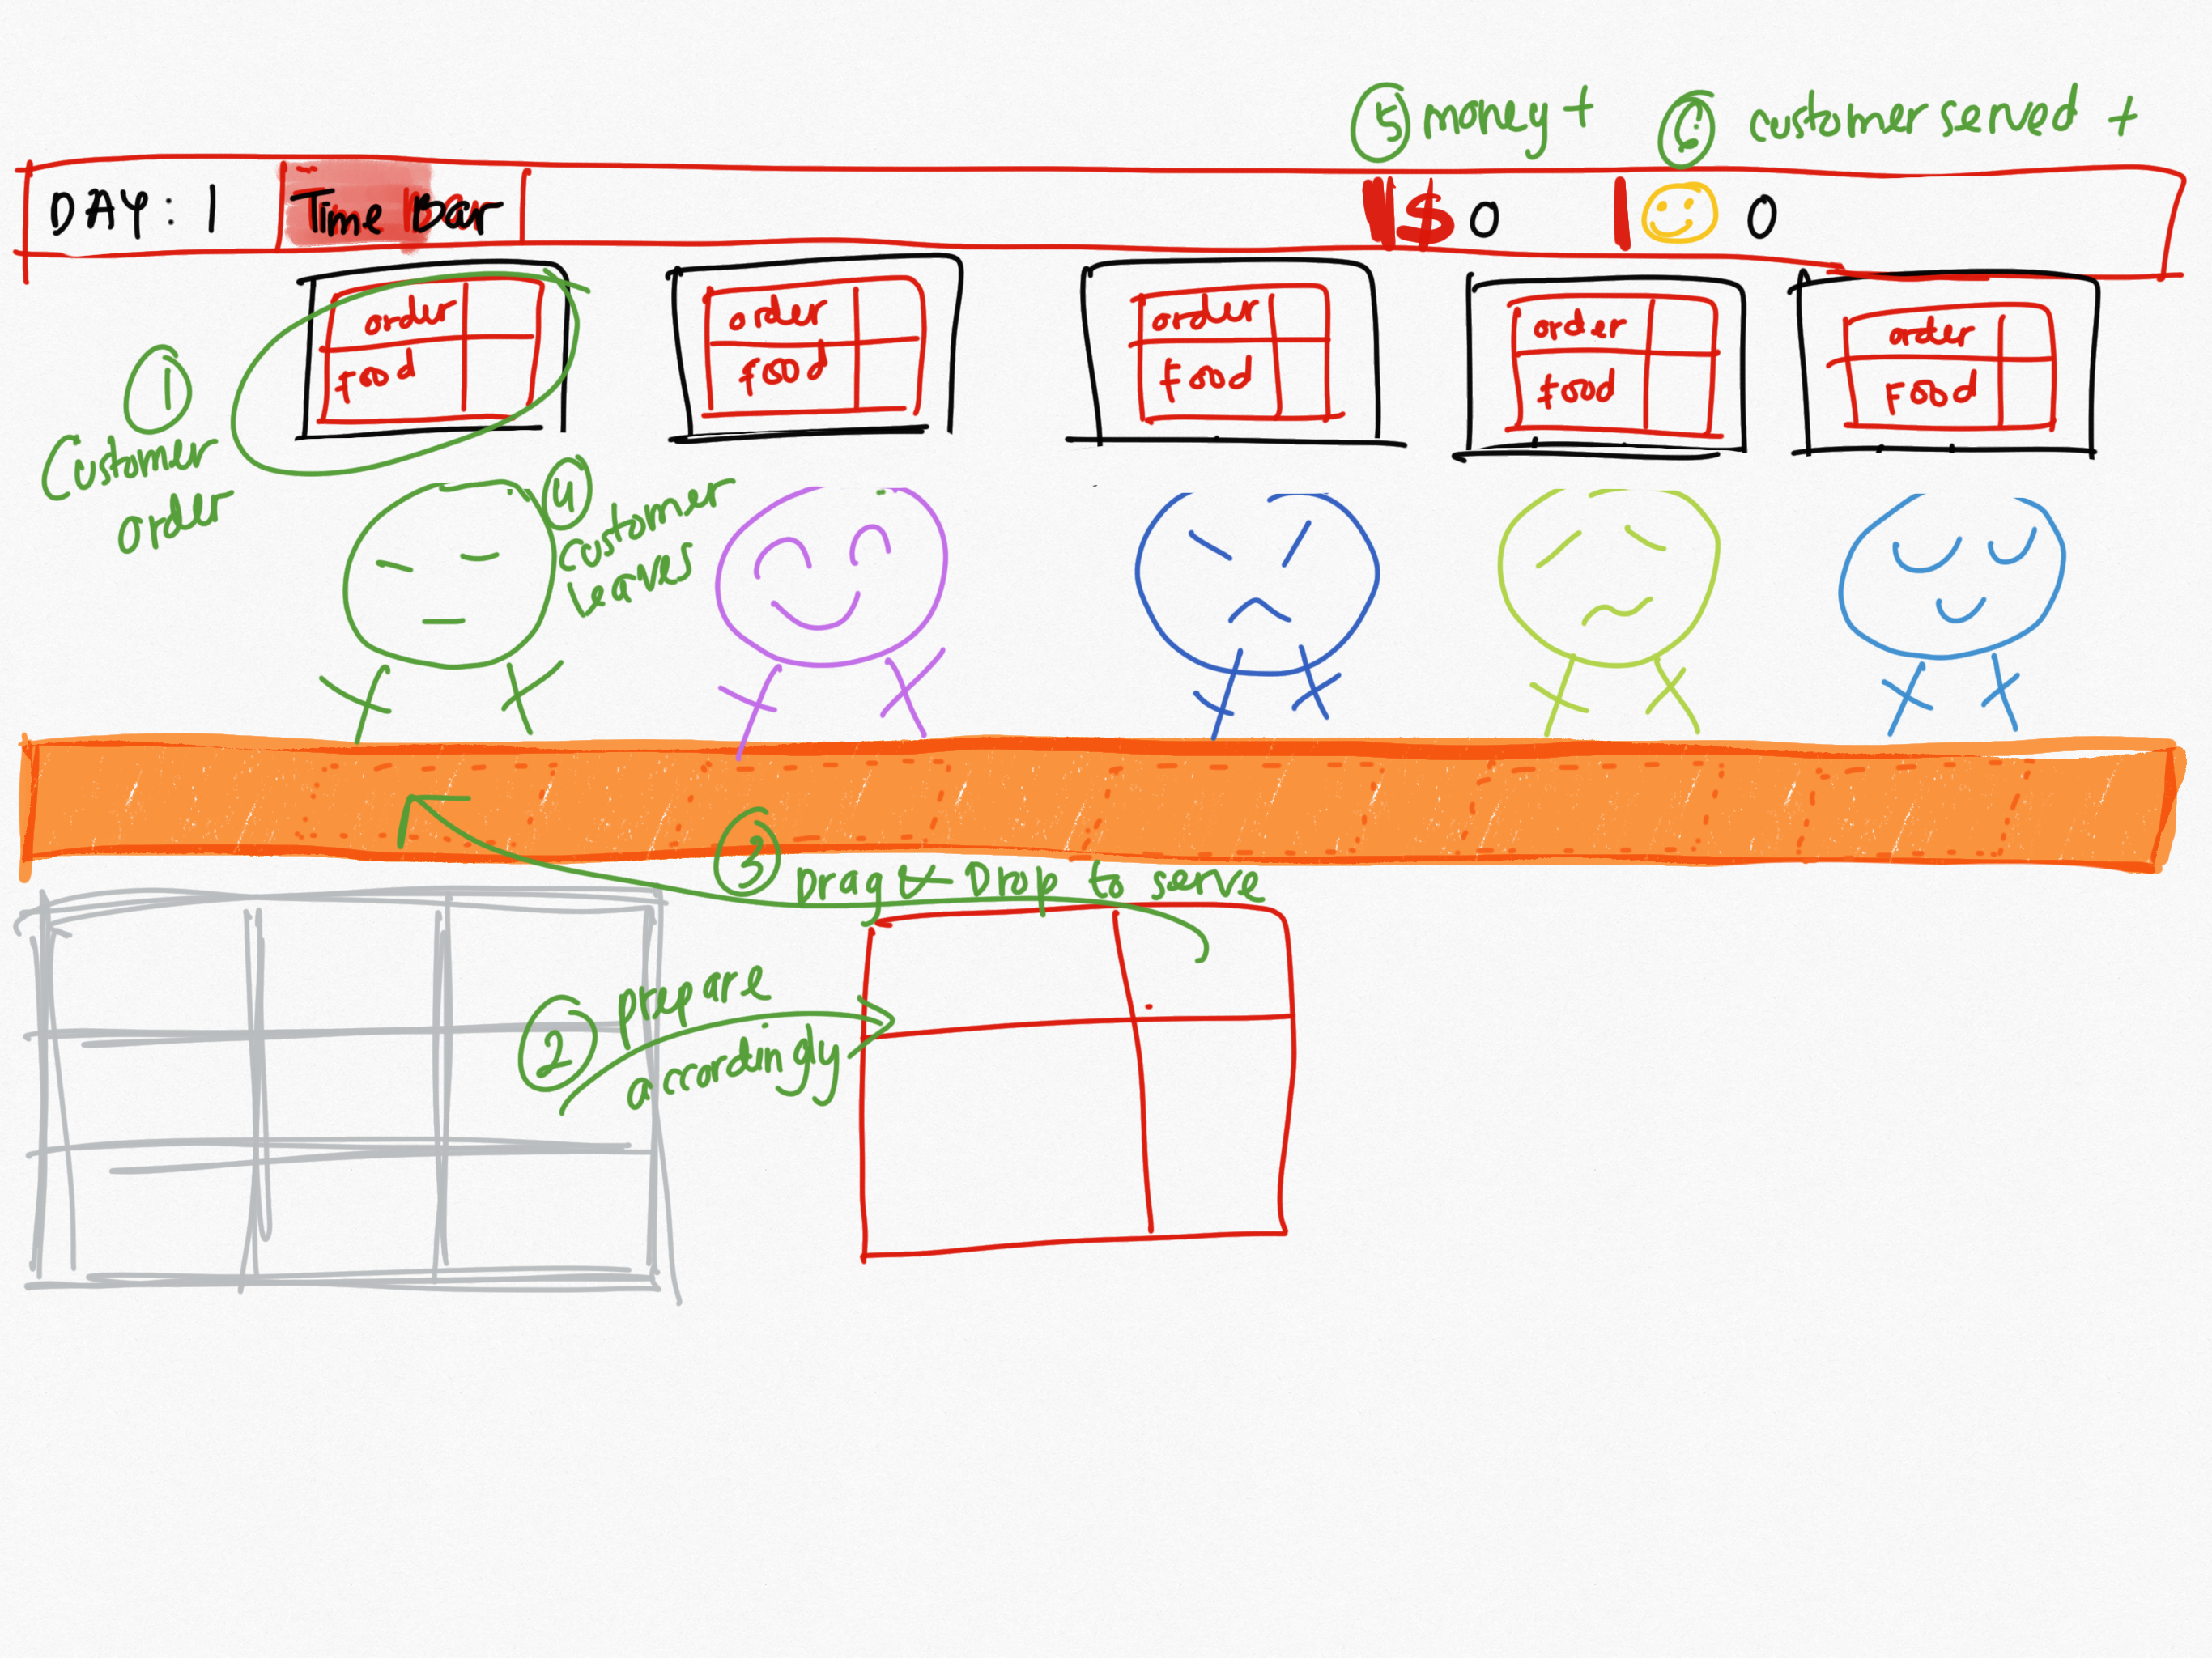 ⑤ money +
⑥ customer served +
DAY: 1
Time Bar
$ 0
0
order
food
order
food
order
food
order
food
order
Food
①
Customer
order
④
customer
leaves
③ Drag & Drop to serve
② prepare
accordingly